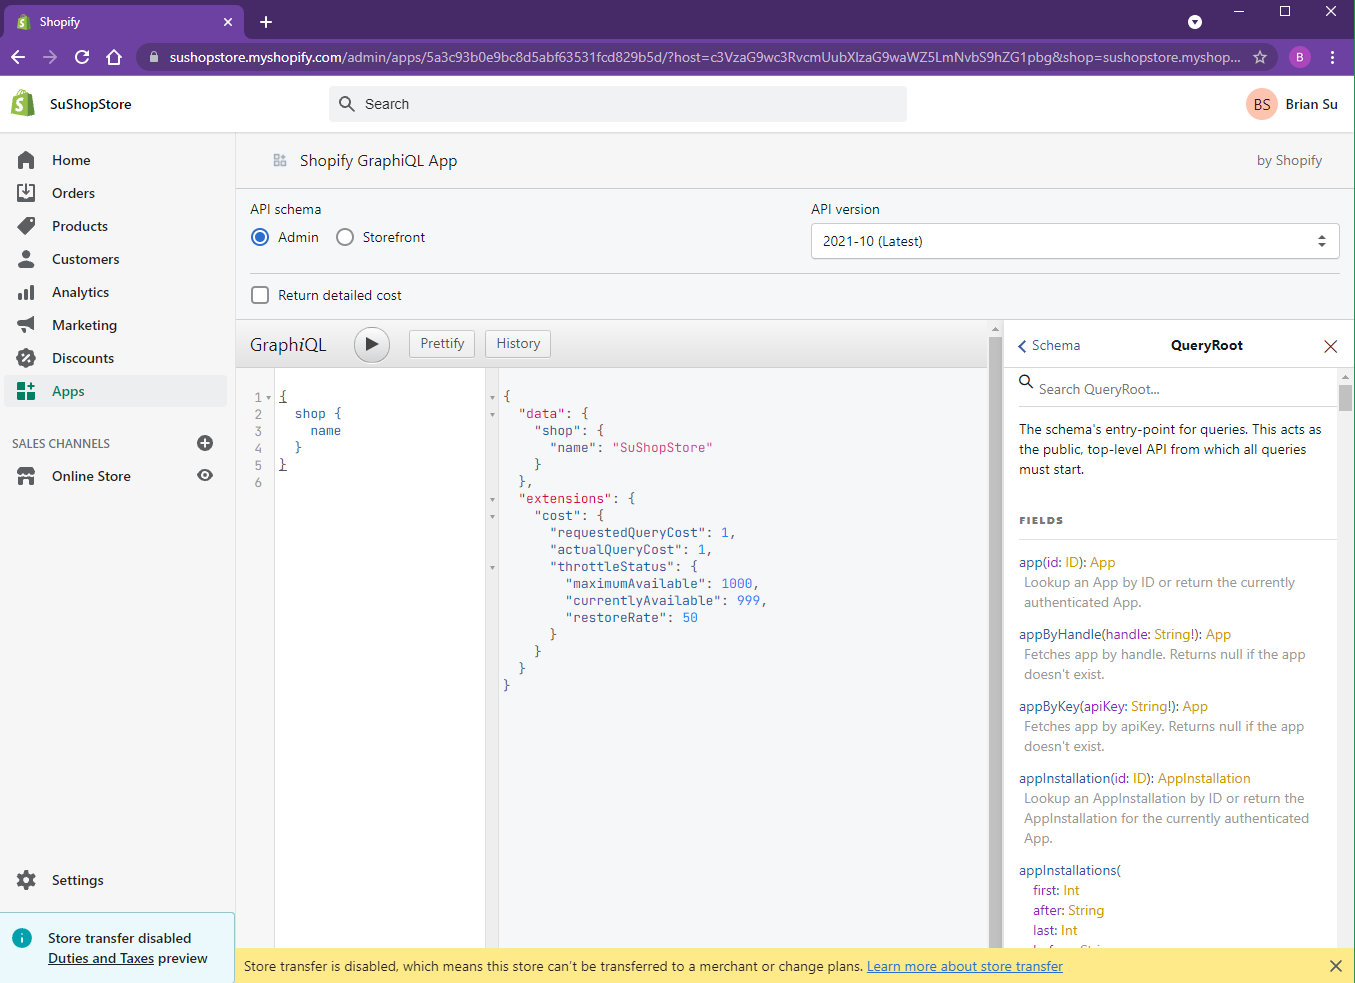 Shopify
sushopstore.myshopify.com/admin/apps/5a3c93b0e9bc8d5abf63531fcd829b5d/?host=c3VzaG9wc3RvcmUubXlzaG9waWZ5LmNvbS9hZG1pbg&shop=sushopstore.myshop...
B
SuShopStore
Search
BS
Brian Su
Home
Orders
Products
Customers
Analytics
Marketing
Discounts
Apps
SALES CHANNELS
Online Store
Settings
Store transfer disabled
Duties and Taxes preview
Shopify GraphiQL App
by Shopify
API schema
Admin
Storefront
API version
2021-10 (Latest)
Return detailed cost
GraphiQL
Prettify
History
1 {
2 shop {
3 name
4 }
5 }
6
{
"data": {
"shop": {
"name": "SuShopStore"
}
},
"extensions": {
"cost": {
"requestedQueryCost": 1,
"actualQueryCost": 1,
"throttleStatus": {
"maximumAvailable": 1000,
"currentlyAvailable": 999,
"restoreRate": 50
}
}
}
}
Schema
QueryRoot
Search QueryRoot...
The schema's entry-point for queries. This acts as
the public, top-level API from which all queries
must start.
FIELDS
app(id: ID): App
Lookup an App by ID or return the currently
authenticated App.
appByHandle(handle: String!): App
Fetches app by handle. Returns null if the app
doesn't exist.
appByKey(apiKey: String!): App
Fetches app by apiKey. Returns null if the app
doesn't exist.
appInstallation(id: ID): AppInstallation
Lookup an AppInstallation by ID or return the
AppInstallation for the currently authenticated
App.
appInstallations(
first: Int
after: String
last: Int
Store transfer is disabled, which means this store can't be transferred to a merchant or change plans. Learn more about store transfer